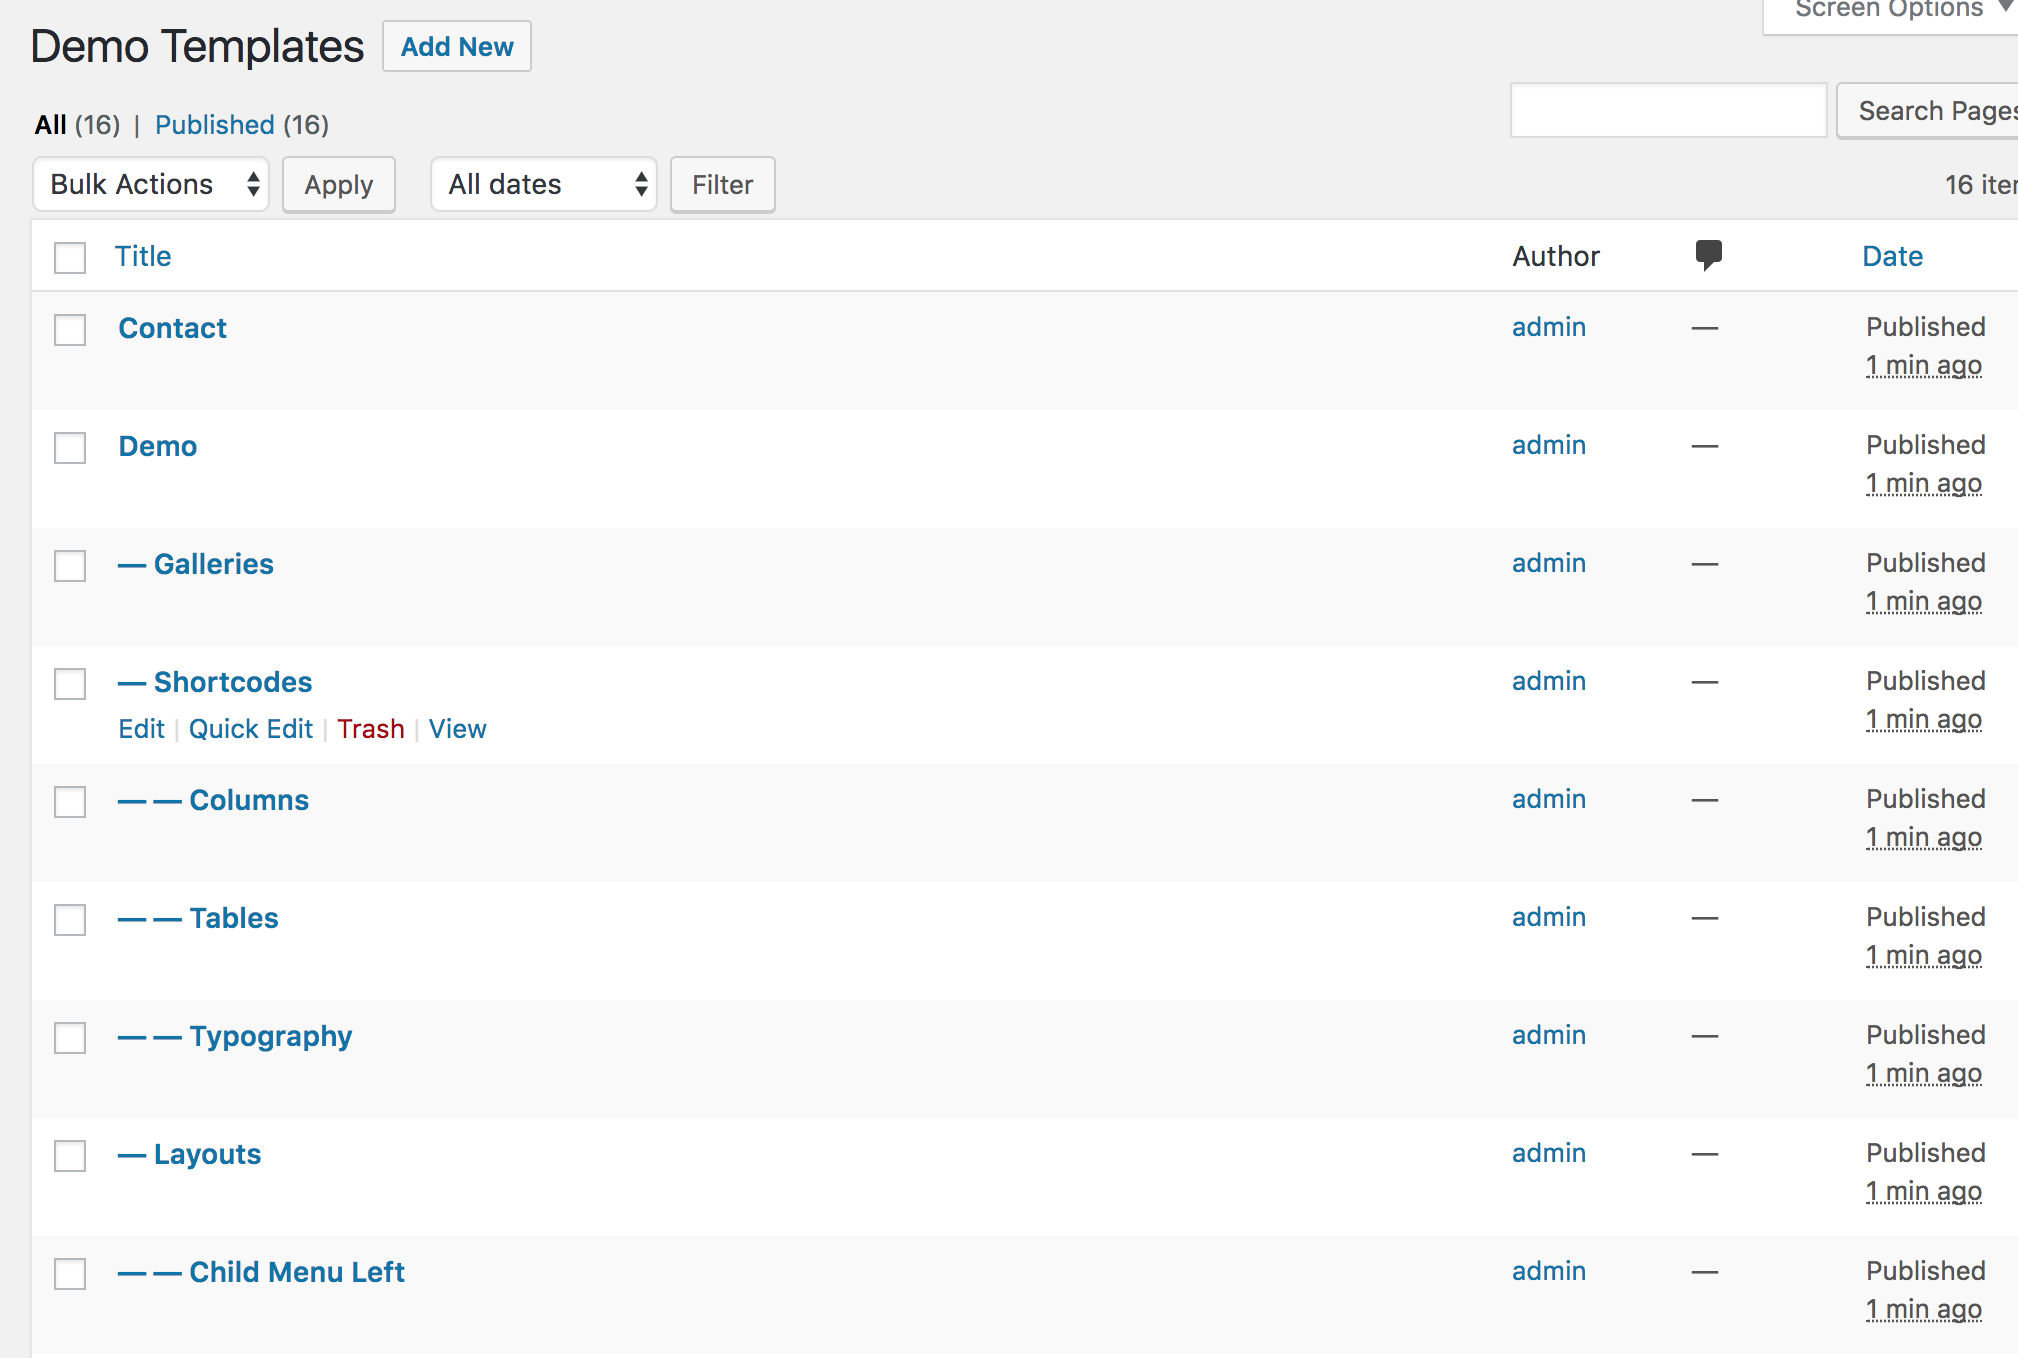 Screen Options
Demo Templates Add New
All (16) | Published (16)
Search Pages
Bulk Actions Apply All dates Filter 16
Title Author Date
Contact admin — Published
1 min ago
Demo admin — Published
1 min ago
— Galleries admin — Published
1 min ago
— Shortcodes admin — Published
Edit | Quick Edit | Trash | View 1 min ago
— — Columns admin — Published
1 min ago
— — Tables admin — Published
1 min ago
— — Typography admin — Published
1 min ago
— Layouts admin — Published
1 min ago
— — Child Menu Left admin — Published
1 min ago